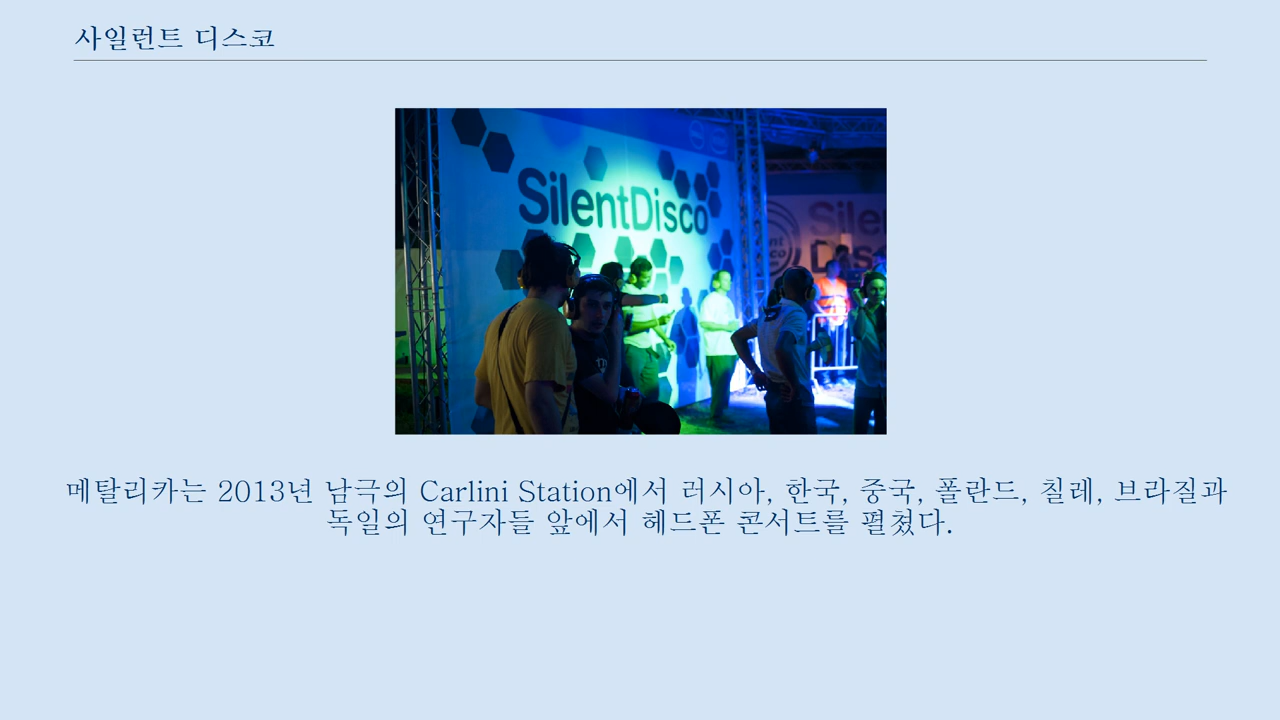 사일런트 디스코
SilentDisco
메탈리카는 2013년 남극의 Carlini Station에서 러시아, 한국, 중국, 폴란드, 칠레, 브라질과
독일의 연구자들 앞에서 헤드폰 콘서트를 펼쳤다.